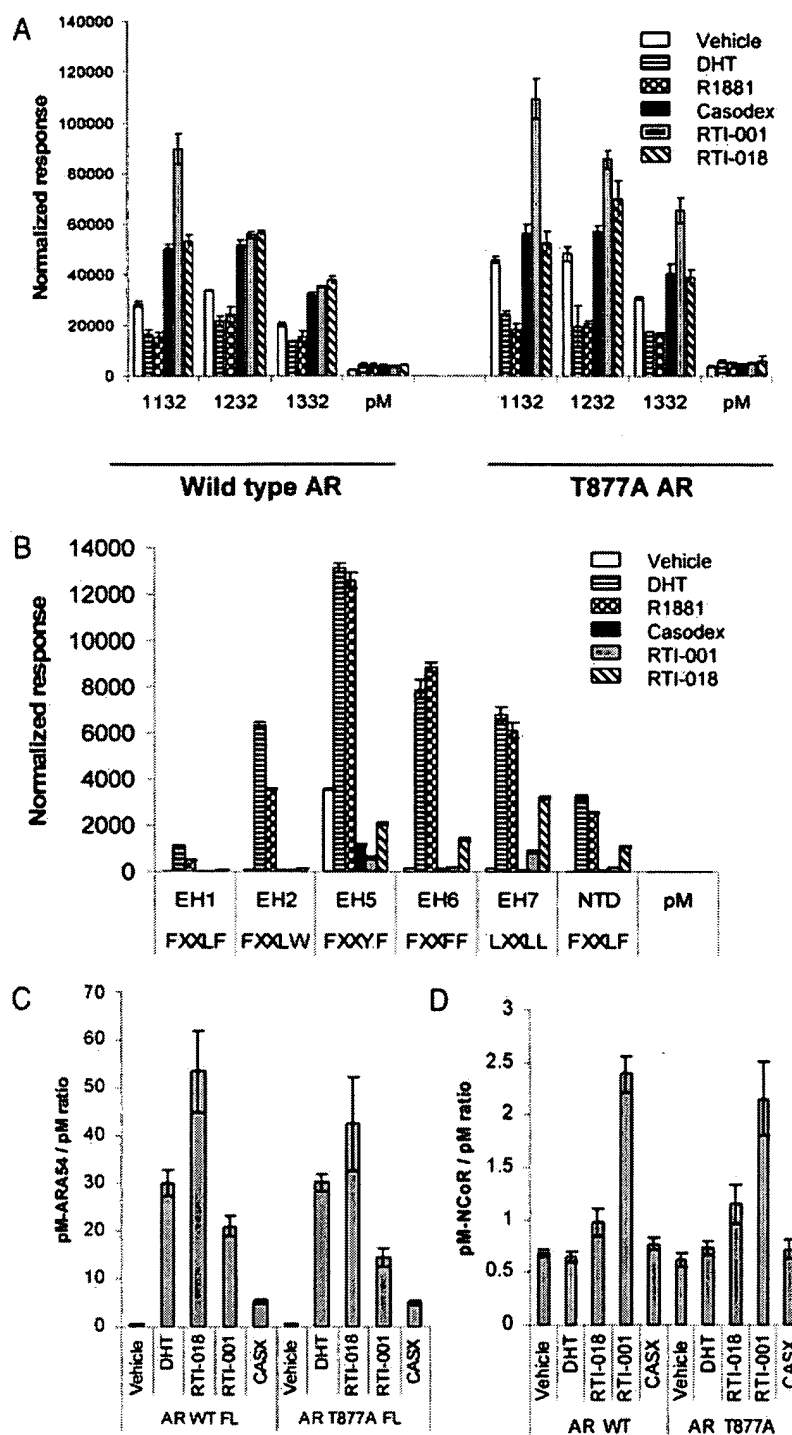 A
Normalized response
140000
120000
100000
80000
60000
40000
20000
0
Vehicle
DHT
R1881
Casodex
RTI-001
RTI-018
1132 1232 1332 pM 1132 1232 1332 pM
Wild type AR T877A AR
B
Normalized response
14000
12000
10000
8000
6000
4000
2000
0
Vehicle
DHT
R1881
Casodex
RTI-001
RTI-018
EH1 EH2 EH5 EH6 EH7 NTD pM
FXXLF FXXLW FXXYF FXXFF LXXLL FXXLF
C
pM-ARA54 / pM ratio
70
60
50
40
30
20
10
0
Vehicle DHT RTI-018 RTI-001 CASX Vehicle DHT RTI-018 RTI-001 CASX
AR WT FL AR T877A FL
D
pM-NCoR / pM ratio
3
2.5
2
1.5
1
0.5
0
Vehicle DHT RTI-018 RTI-001 CASX Vehicle DHT RTI-018 RTI-001 CASX
AR WT AR T877A